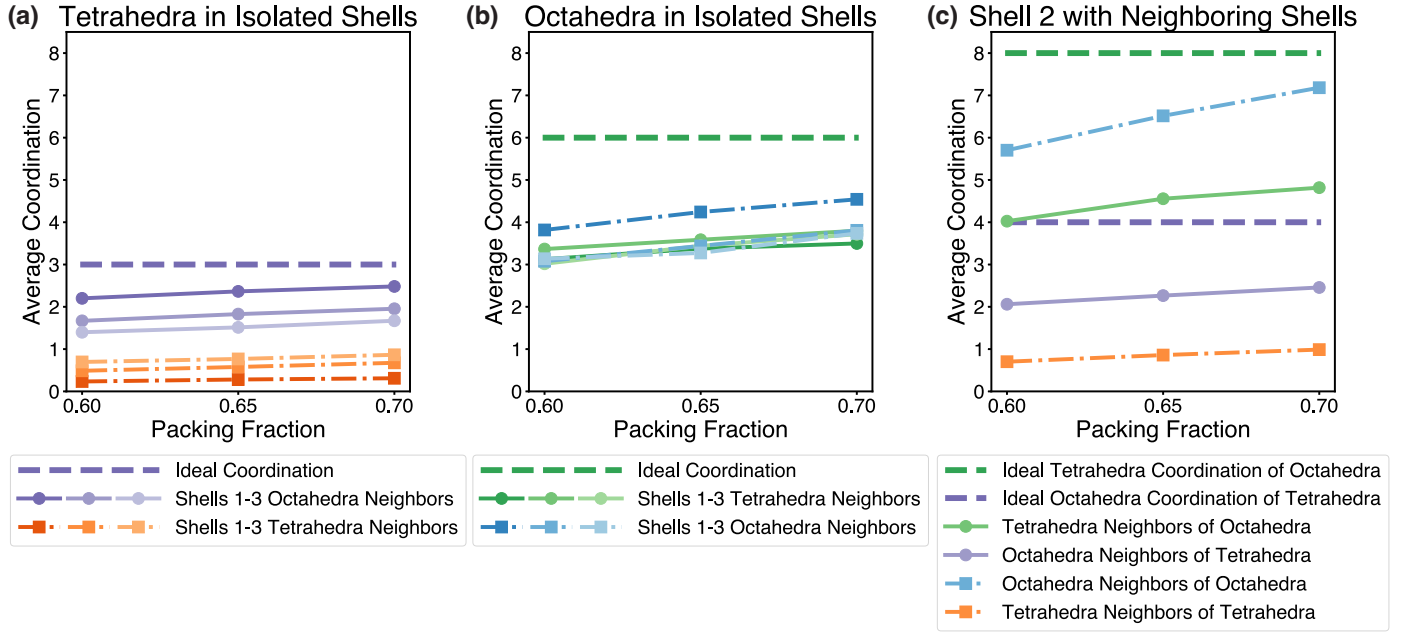 (a) Tetrahedra in Isolated Shells
Average Coordination
8
7
6
5
4
3
2
1
0
0.60 0.65 0.70
Packing Fraction
Ideal Coordination
Shells 1-3 Octahedra Neighbors
Shells 1-3 Tetrahedra Neighbors
(b) Octahedra in Isolated Shells
Average Coordination
8
7
6
5
4
3
2
1
0
0.60 0.65 0.70
Packing Fraction
Ideal Coordination
Shells 1-3 Tetrahedra Neighbors
Shells 1-3 Octahedra Neighbors
(c) Shell 2 with Neighboring Shells
Average Coordination
8
7
6
5
4
3
2
1
0
0.60 0.65 0.70
Packing Fraction
Ideal Tetrahedra Coordination of Octahedra
Ideal Octahedra Coordination of Tetrahedra
Tetrahedra Neighbors of Octahedra
Octahedra Neighbors of Tetrahedra
Octahedra Neighbors of Octahedra
Tetrahedra Neighbors of Tetrahedra